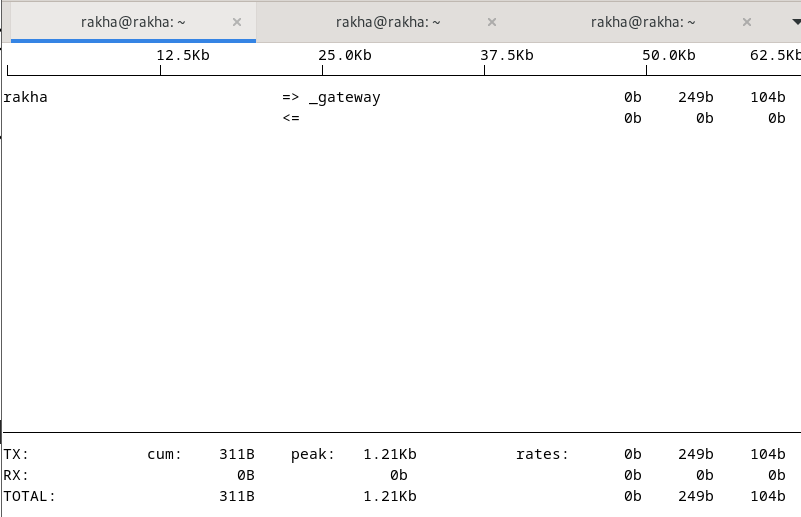 rakha@rakha: ~ × rakha@rakha: ~ × rakha@rakha: ~ ×
12.5Kb 25.0Kb 37.5Kb 50.0Kb 62.5Kb
rakha => _gateway 0b 249b 104b
<= 0b 0b 0b
TX: cum: 311B peak: 1.21Kb rates: 0b 249b 104b
RX: 0B 0b 0b 0b 0b
TOTAL: 311B 1.21Kb 0b 249b 104b